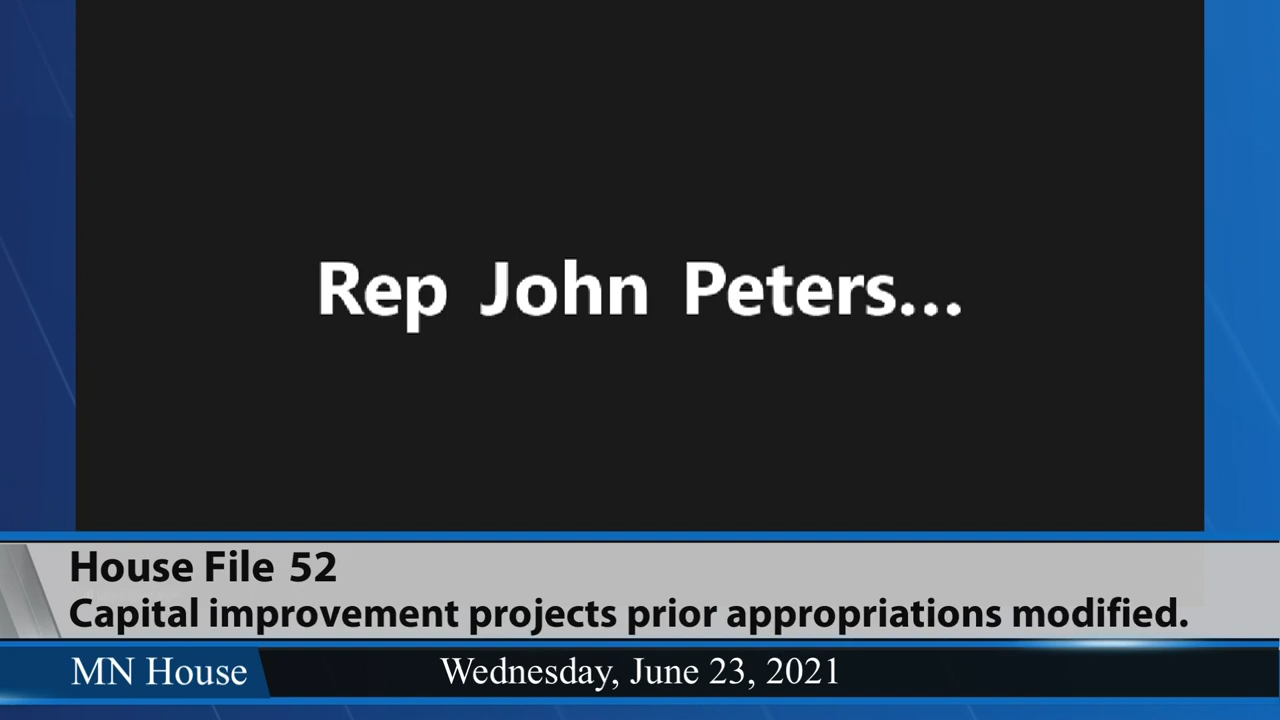 Rep John Peters...
House File 52
Capital improvement projects prior appropriations modified.
MN House
Wednesday, June 23, 2021